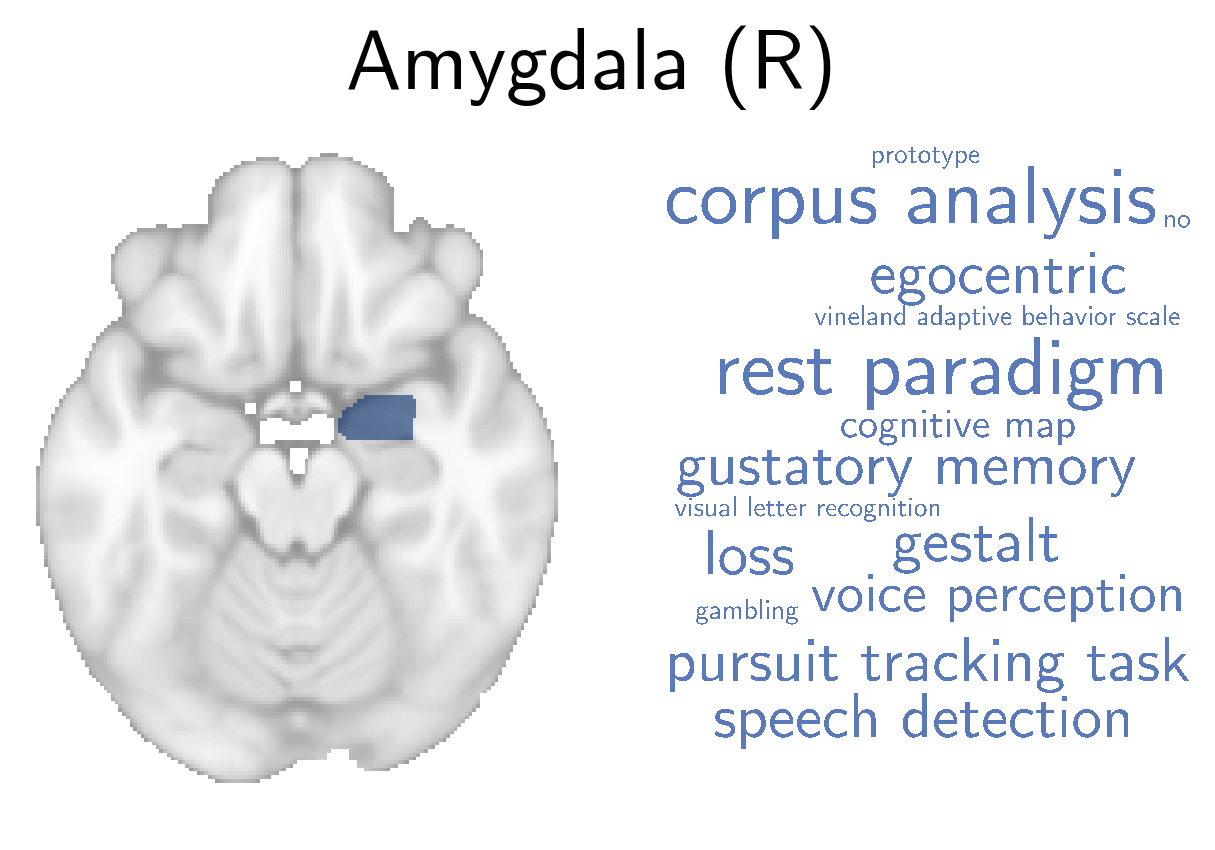 Amygdala (R)
prototype
corpus analysis
no
egocentric
vineland adaptive behavior scale
rest paradigm
cognitive map
gustatory memory
visual letter recognition
loss
gestalt
gambling
voice perception
pursuit tracking task
speech detection